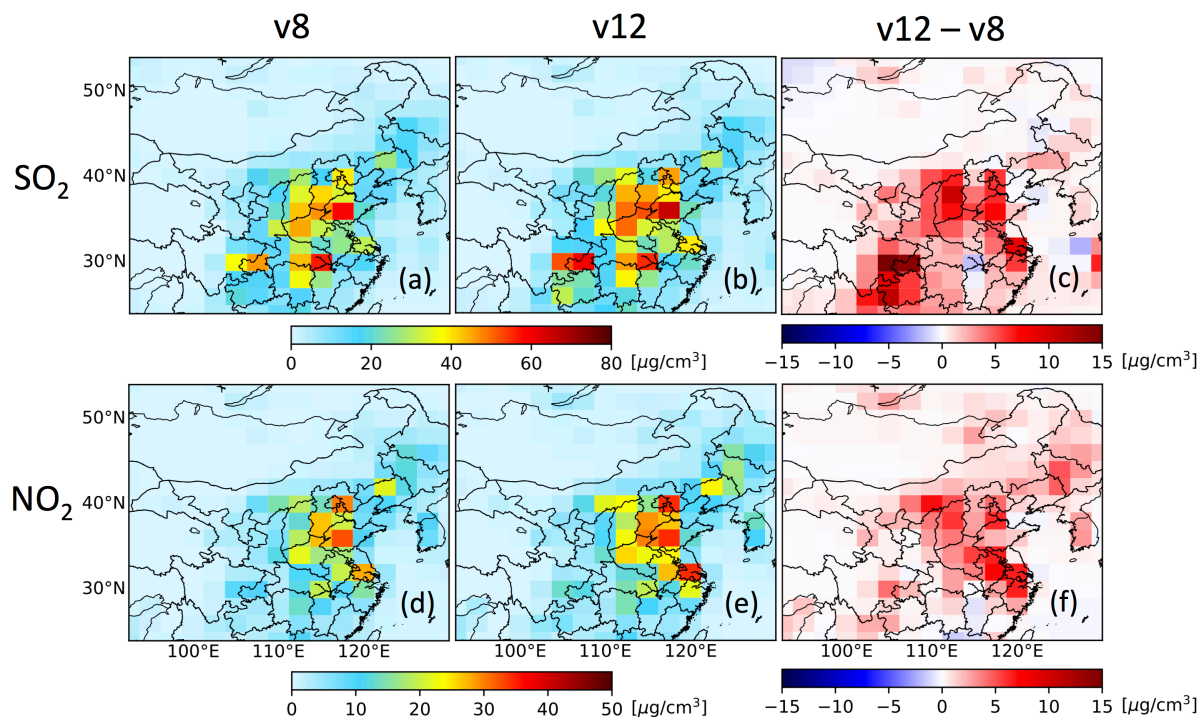 v8 v12 v12 – v8
SO₂
50°N
40°N
30°N
(a) (b) (c)
0 20 40 60 80 [μg/cm³] -15 -10 -5 0 5 10 15 [μg/cm³]
NO₂
50°N
40°N
30°N
(d) (e) (f)
100°E 110°E 120°E 100°E 110°E 120°E 100°E 110°E 120°E
0 10 20 30 40 50 [μg/cm³] -15 -10 -5 0 5 10 15 [μg/cm³]